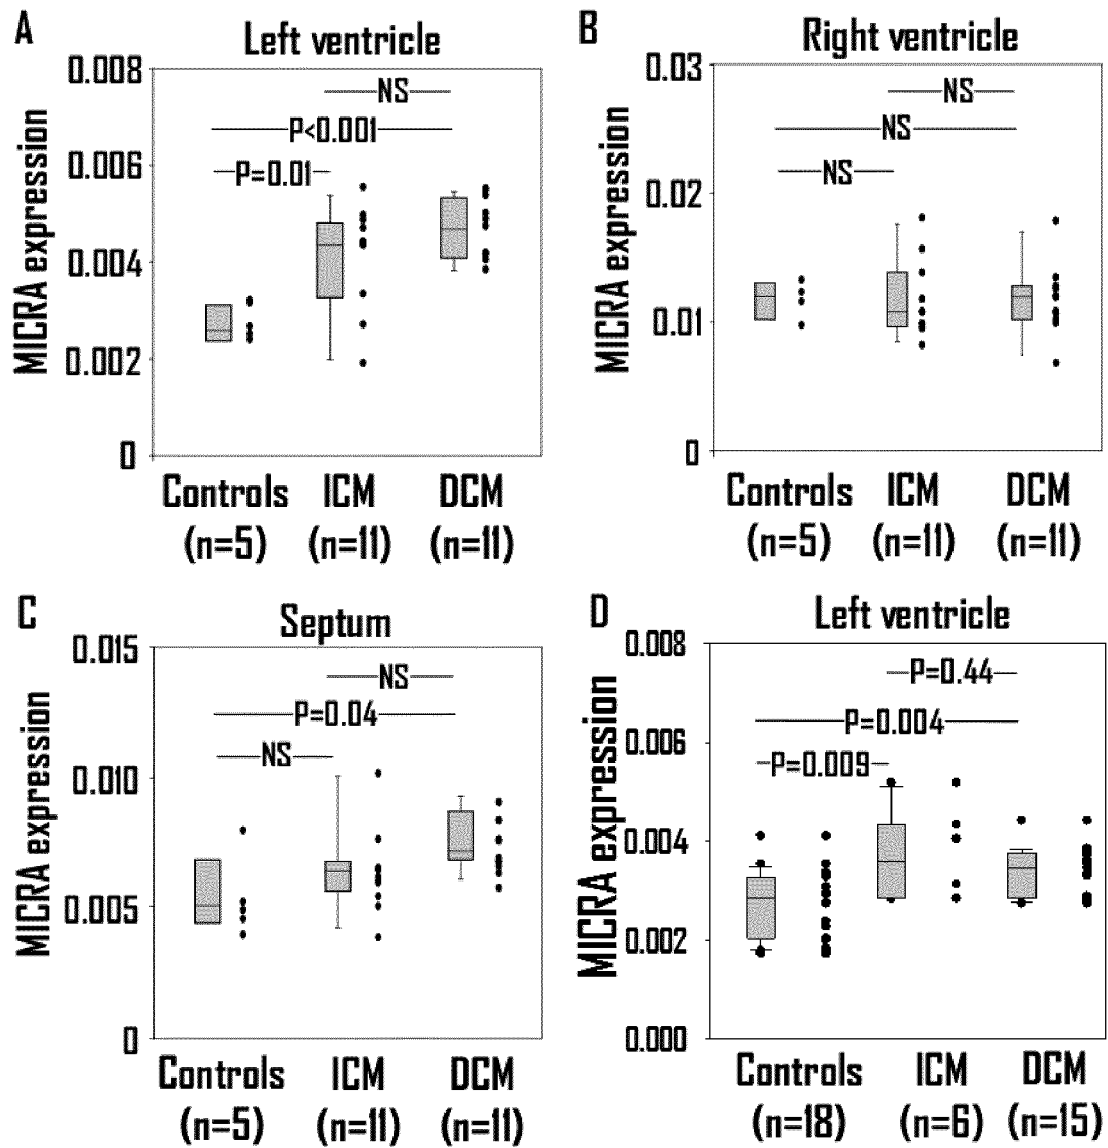 A
Left ventricle
MICRA expression
0.008
0.006
0.004
0.002
0
NS
P<0.001
P=0.01
Controls ICM DCM
(n=5) (n=11) (n=11)
B
Right ventricle
MICRA expression
0.03
0.02
0.01
0
NS
NS
NS
Controls ICM DCM
(n=5) (n=11) (n=11)
C
Septum
MICRA expression
0.015
0.010
0.005
0
NS
P=0.04
NS
Controls ICM DCM
(n=5) (n=11) (n=11)
D
Left ventricle
MICRA expression
0.008
0.006
0.004
0.002
0.000
P=0.44
P=0.004
P=0.009
Controls ICM DCM
(n=18) (n=6) (n=15)